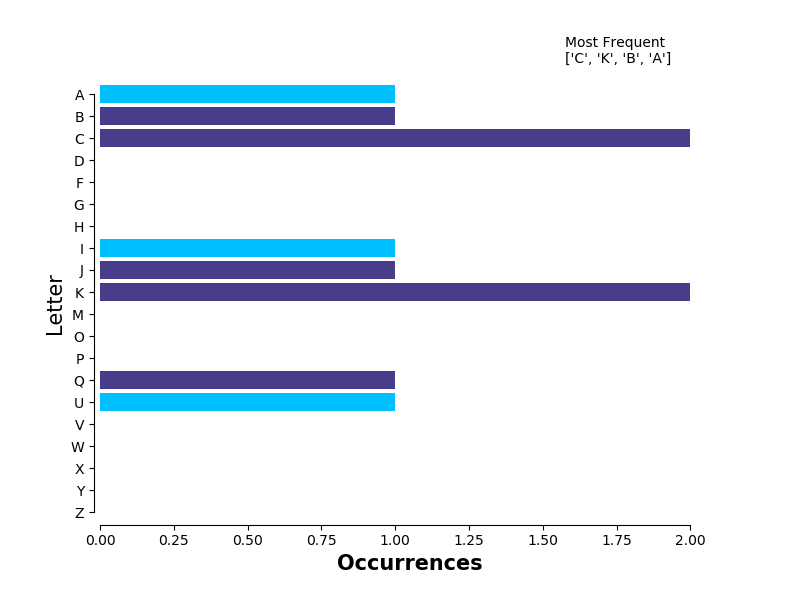 Most Frequent
['C', 'K', 'B', 'A']
A
B
C
D
F
G
H
I
J
K
M
O
P
Q
U
V
W
X
Y
Z
Letter
0.00 0.25 0.50 0.75 1.00 1.25 1.50 1.75 2.00
Occurrences